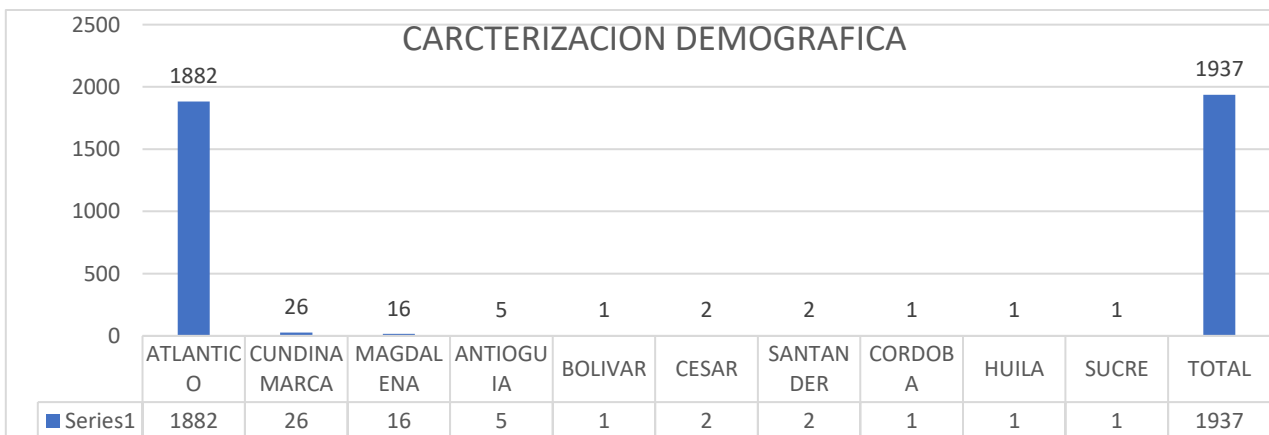 CARCTERIZACION DEMOGRAFICA
2500
2000
1500
1000
500
0
1882 26 16 5 1 2 2 1 1 1 1937
ATLANTIC CUNDINA MAGDAL ANTIOGU BOLIVAR CESAR SANTAN CORDOB HUILA SUCRE TOTAL
O MARCA ENA IA DER A
Series1 1882 26 16 5 1 2 2 1 1 1 1937